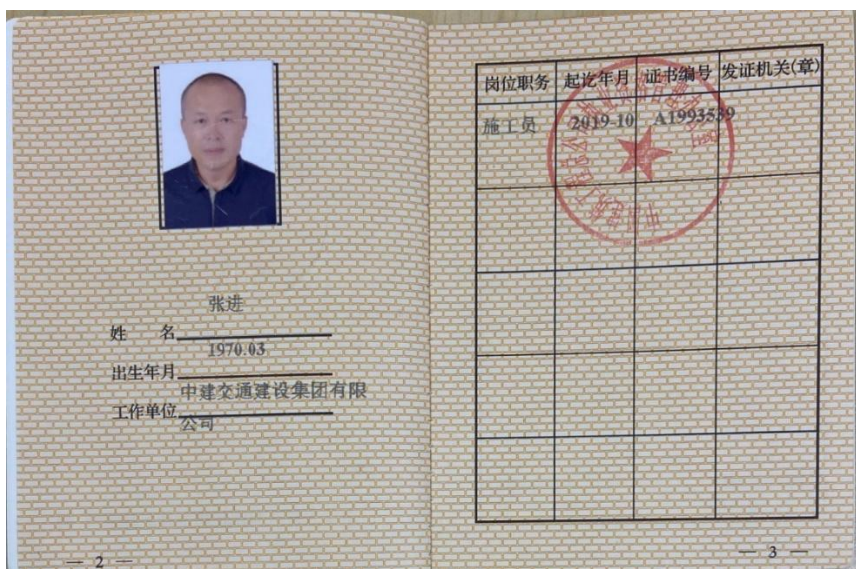 张进
姓 名
1970.03
出生年月
中建交通建设集团有限
工作单位
公司
— 2 —
岗位职务 起讫年月 证书编号 发证机关(章)
施工员 2019-10 A1993539
— 3 —